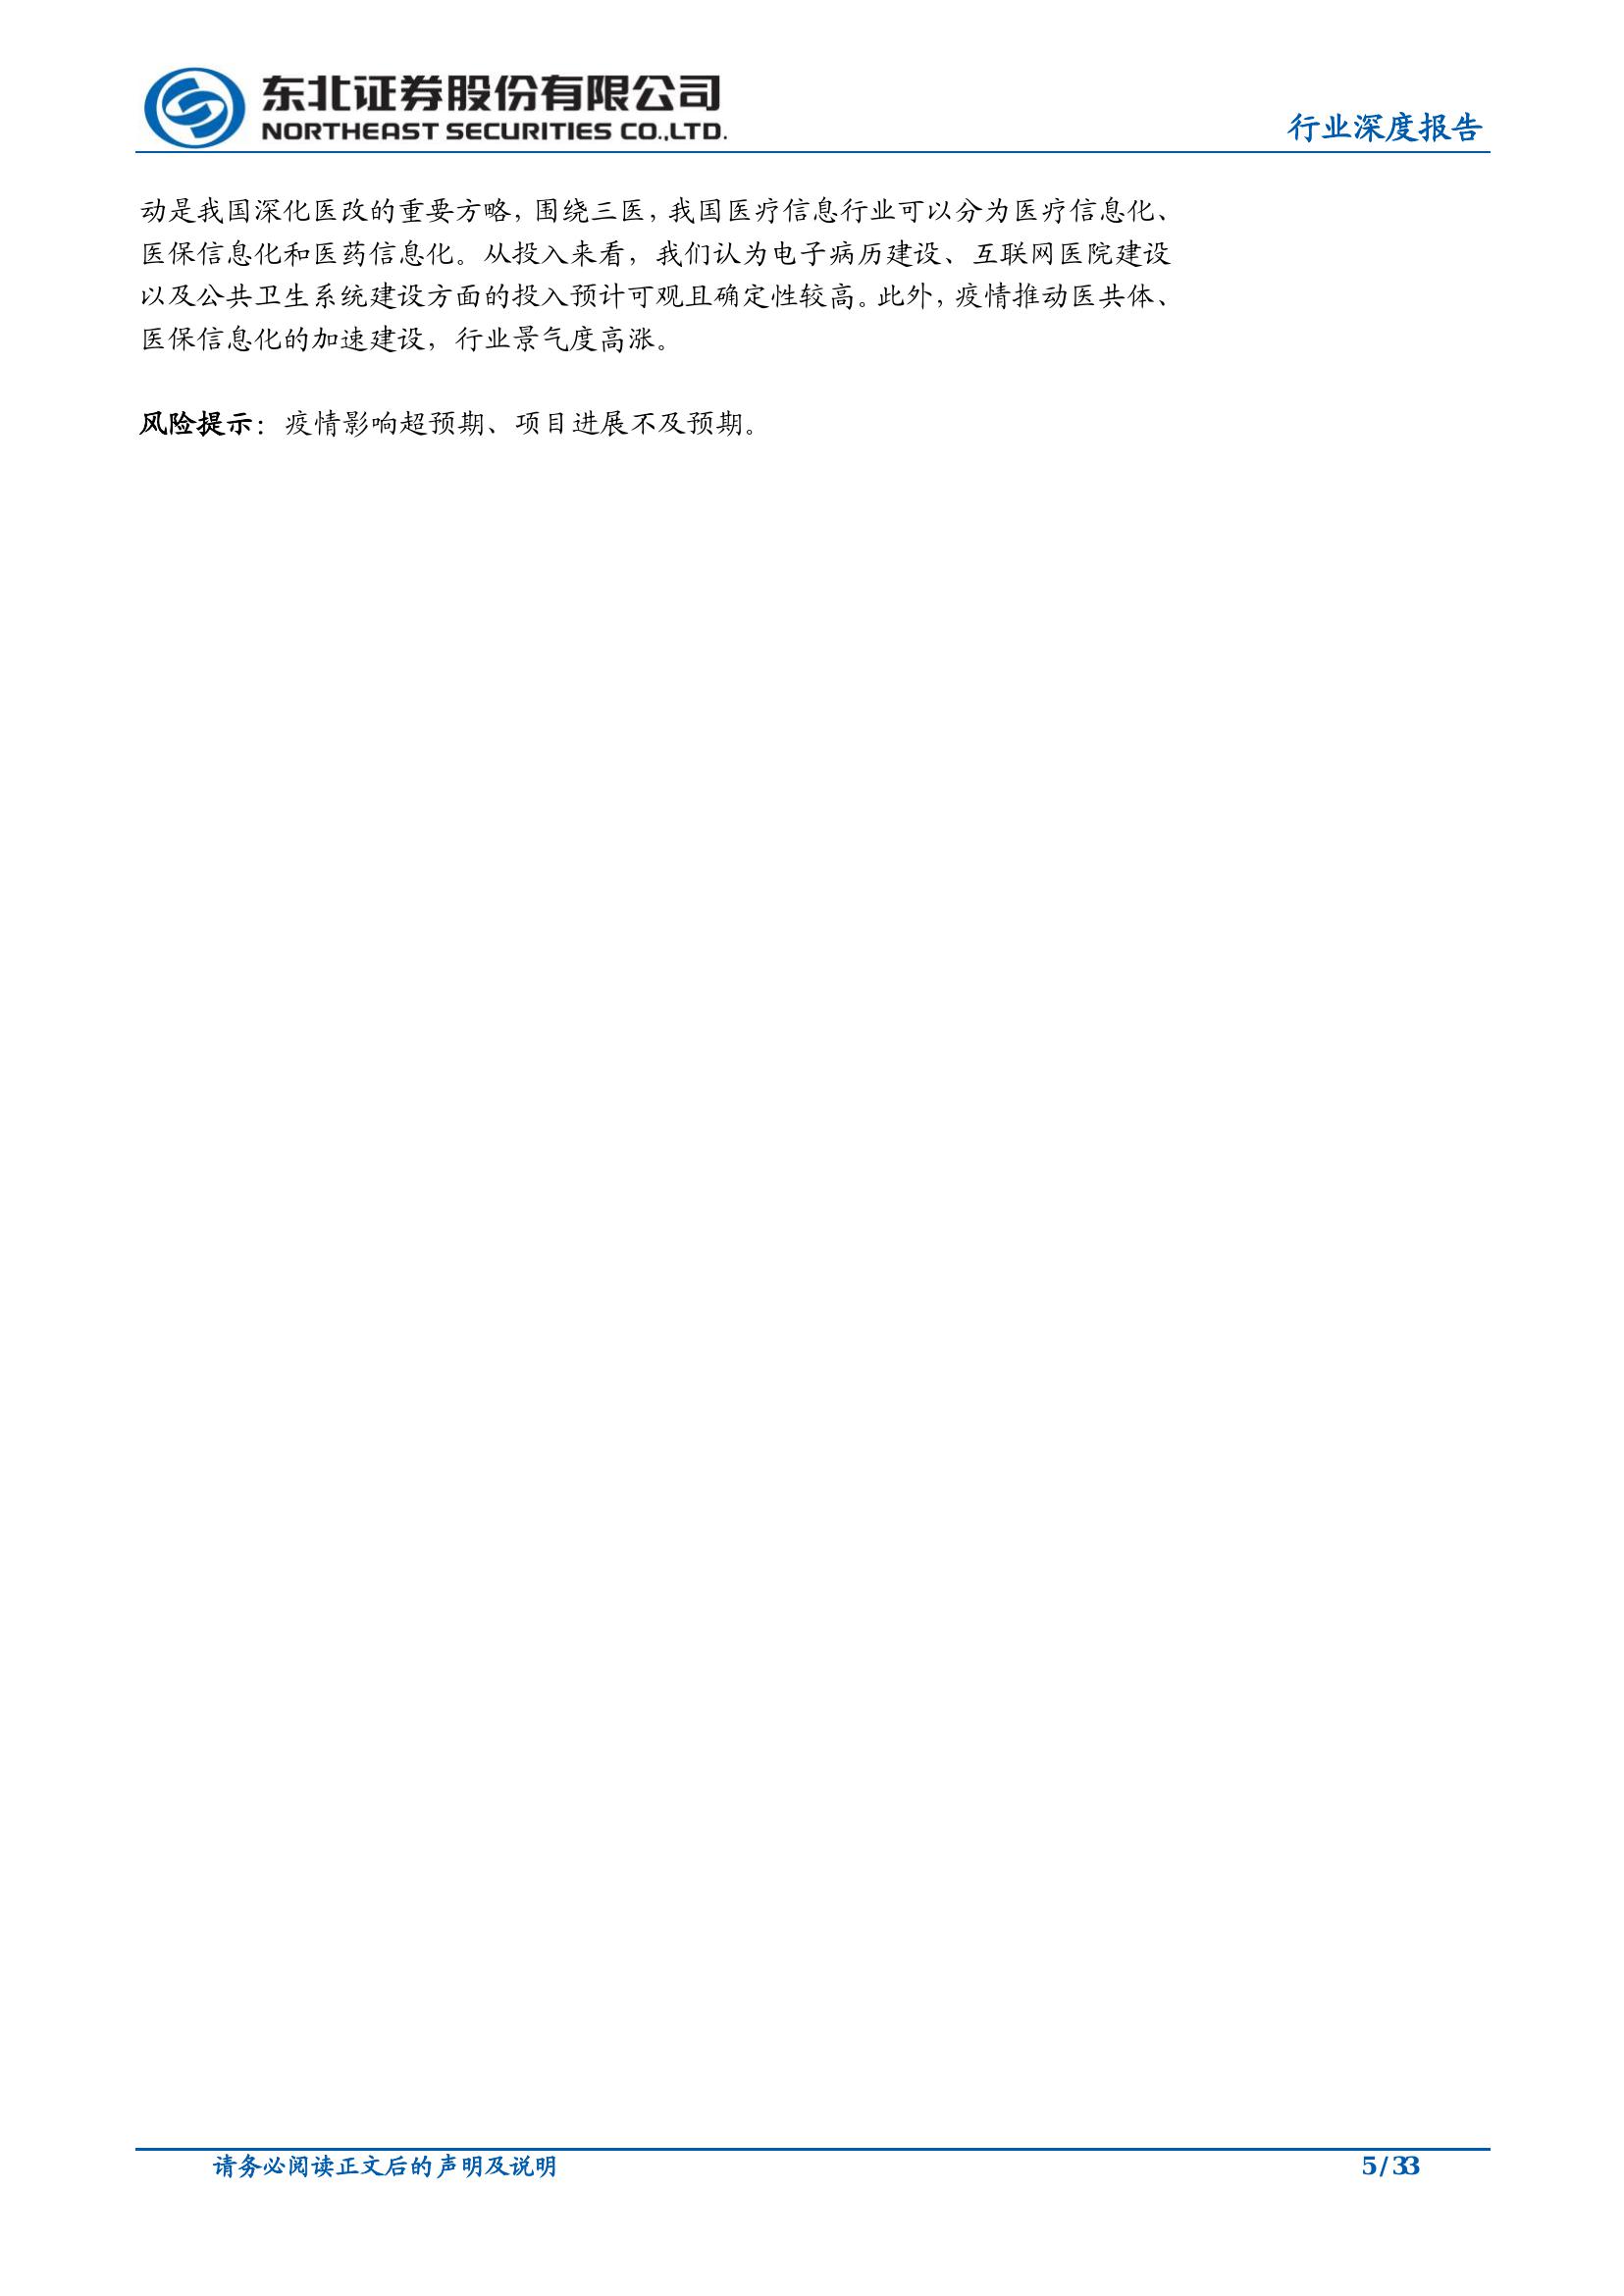 东北证券股份有限公司
NORTHEAST SECURITIES CO.,LTD.
行业深度报告
动是我国深化医改的重要方略，围绕三医，我国医疗信息行业可以分为医疗信息化、
医保信息化和医药信息化。从投入来看，我们认为电子病历建设、互联网医院建设
以及公共卫生系统建设方面的投入预计可观且确定性较高。此外，疫情推动医共体、
医保信息化的加速建设，行业景气度高涨。
风险提示：疫情影响超预期、项目进展不及预期。
请务必阅读正文后的声明及说明
5 / 33